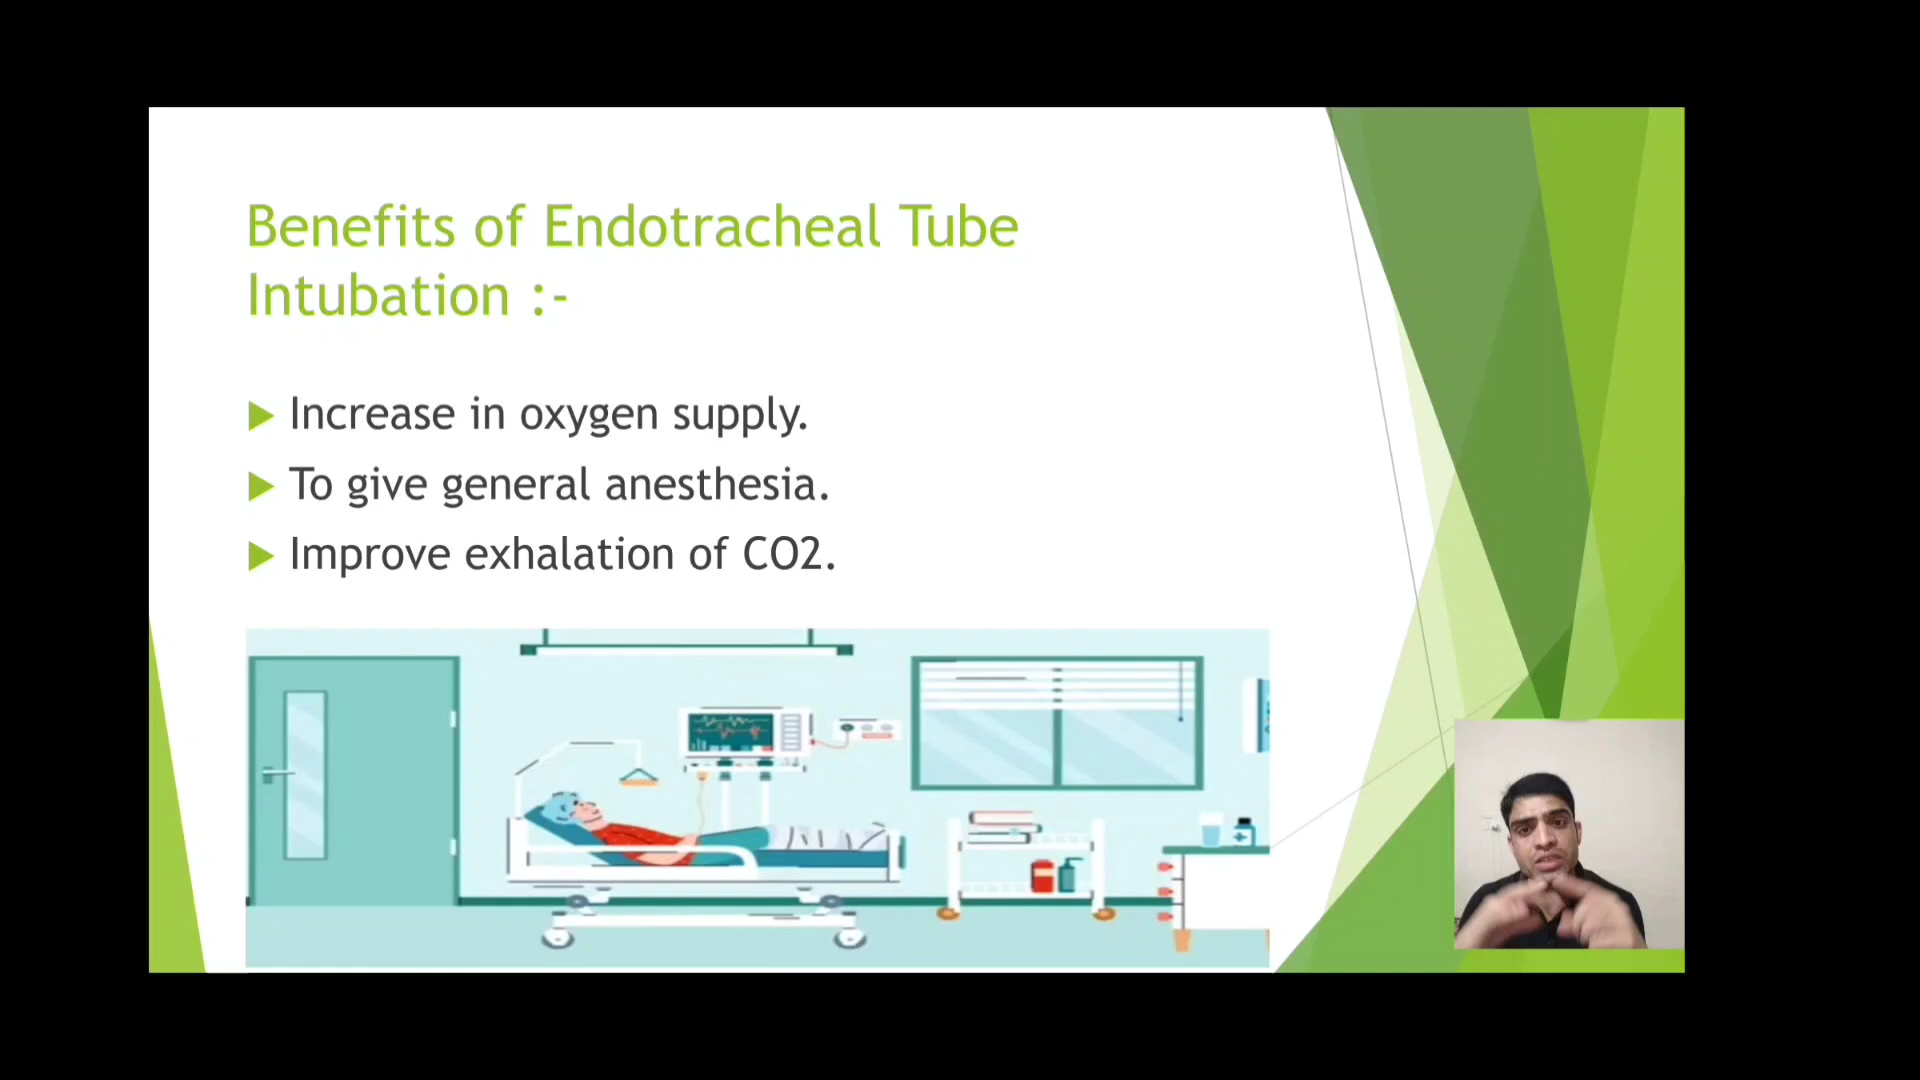 Benefits of Endotracheal Tube
Intubation :-
Increase in oxygen supply.
To give general anesthesia.
Improve exhalation of CO2.